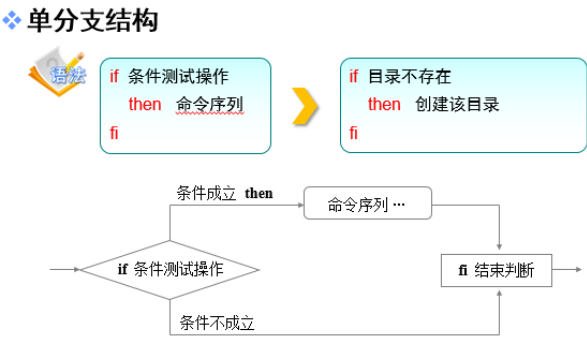 单分支结构
语法
if 条件测试操作
then 命令序列
fi
if 目录不存在
then 创建该目录
fi
条件成立 then
命令序列 …
if 条件测试操作
fi 结束判断
条件不成立